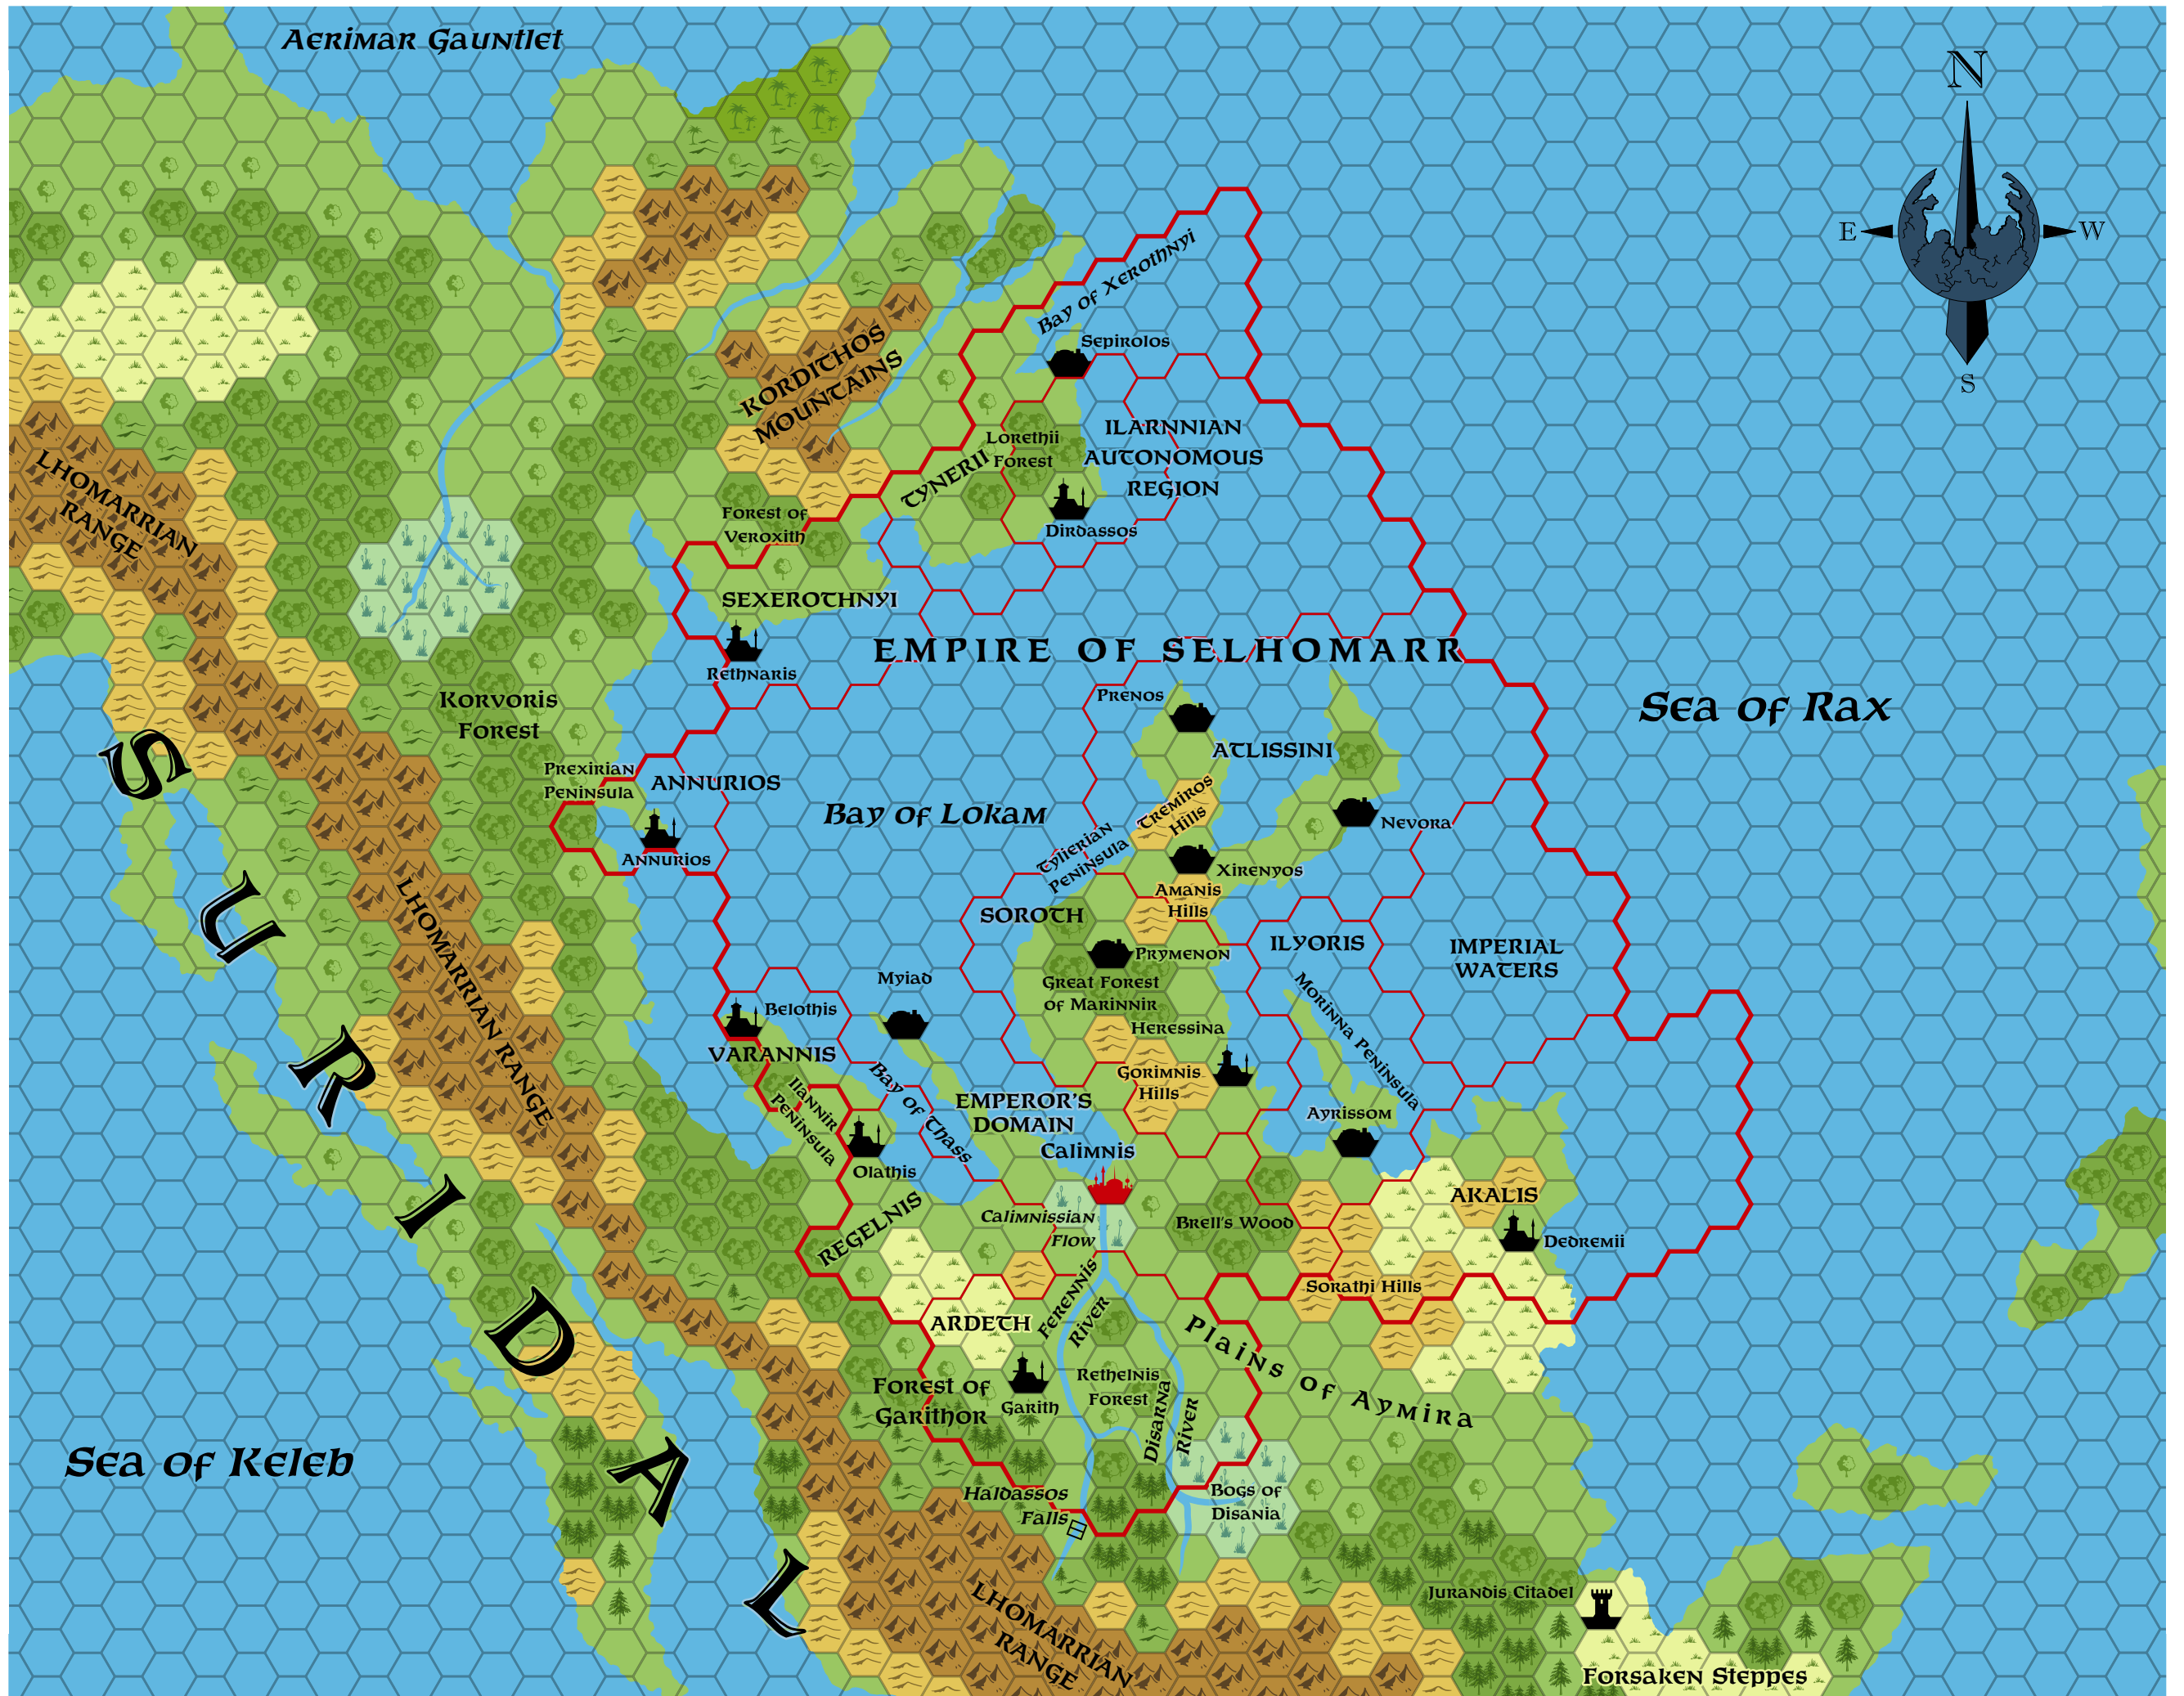 Aerimar Gauntlet
N
E
W
S
Bay of Xerothnyi
Sepirolos
KORDITHOS
MOUNTAINS
Lorethii
Forest
ILARNNIAN
AUTONOMOUS
REGION
TYNERII
LHOMARRIAN
RANGE
Forest of
Veroxith
Dirdassos
SEXEROTHNYI
EMPIRE OF SELHOMARR
Rethnaris
Korvoris
Forest
Prenos
Sea of Rax
ATLISSINI
Prexirian
Peninsula
ANNURIOS
Annurios
Bay of Lokam
Tremiros
Hills
Nevora
Tylierian
Peninsula
Xirenyos
Amanis
Hills
SOROTH
Prymenon
ILYORIS
IMPERIAL
WATERS
Great Forest
of Marinnir
Morinna Peninsula
Myiad
Belothis
Heressina
VARANNIS
LHOMARRIAN RANGE
Ilannir
Peninsula
Bay of Thass
Gorimnis
Hills
EMPEROR'S
DOMAIN
Ayrissom
Calimnis
Olathis
AKALIS
REGELNIS
Calimnissian
Flow
Brell's Wood
Dedremii
Sorathi Hills
Ferennis
River
ARDETH
Plains of Aymira
Rethelnis
Forest
Forest of
Garithor
Garith
Disarna
River
SURIDAL
Sea of Keleb
Haldassos
Falls
Bogs of
Disania
Jurandis Citadel
LHOMARRIAN
RANGE
Forsaken Steppes